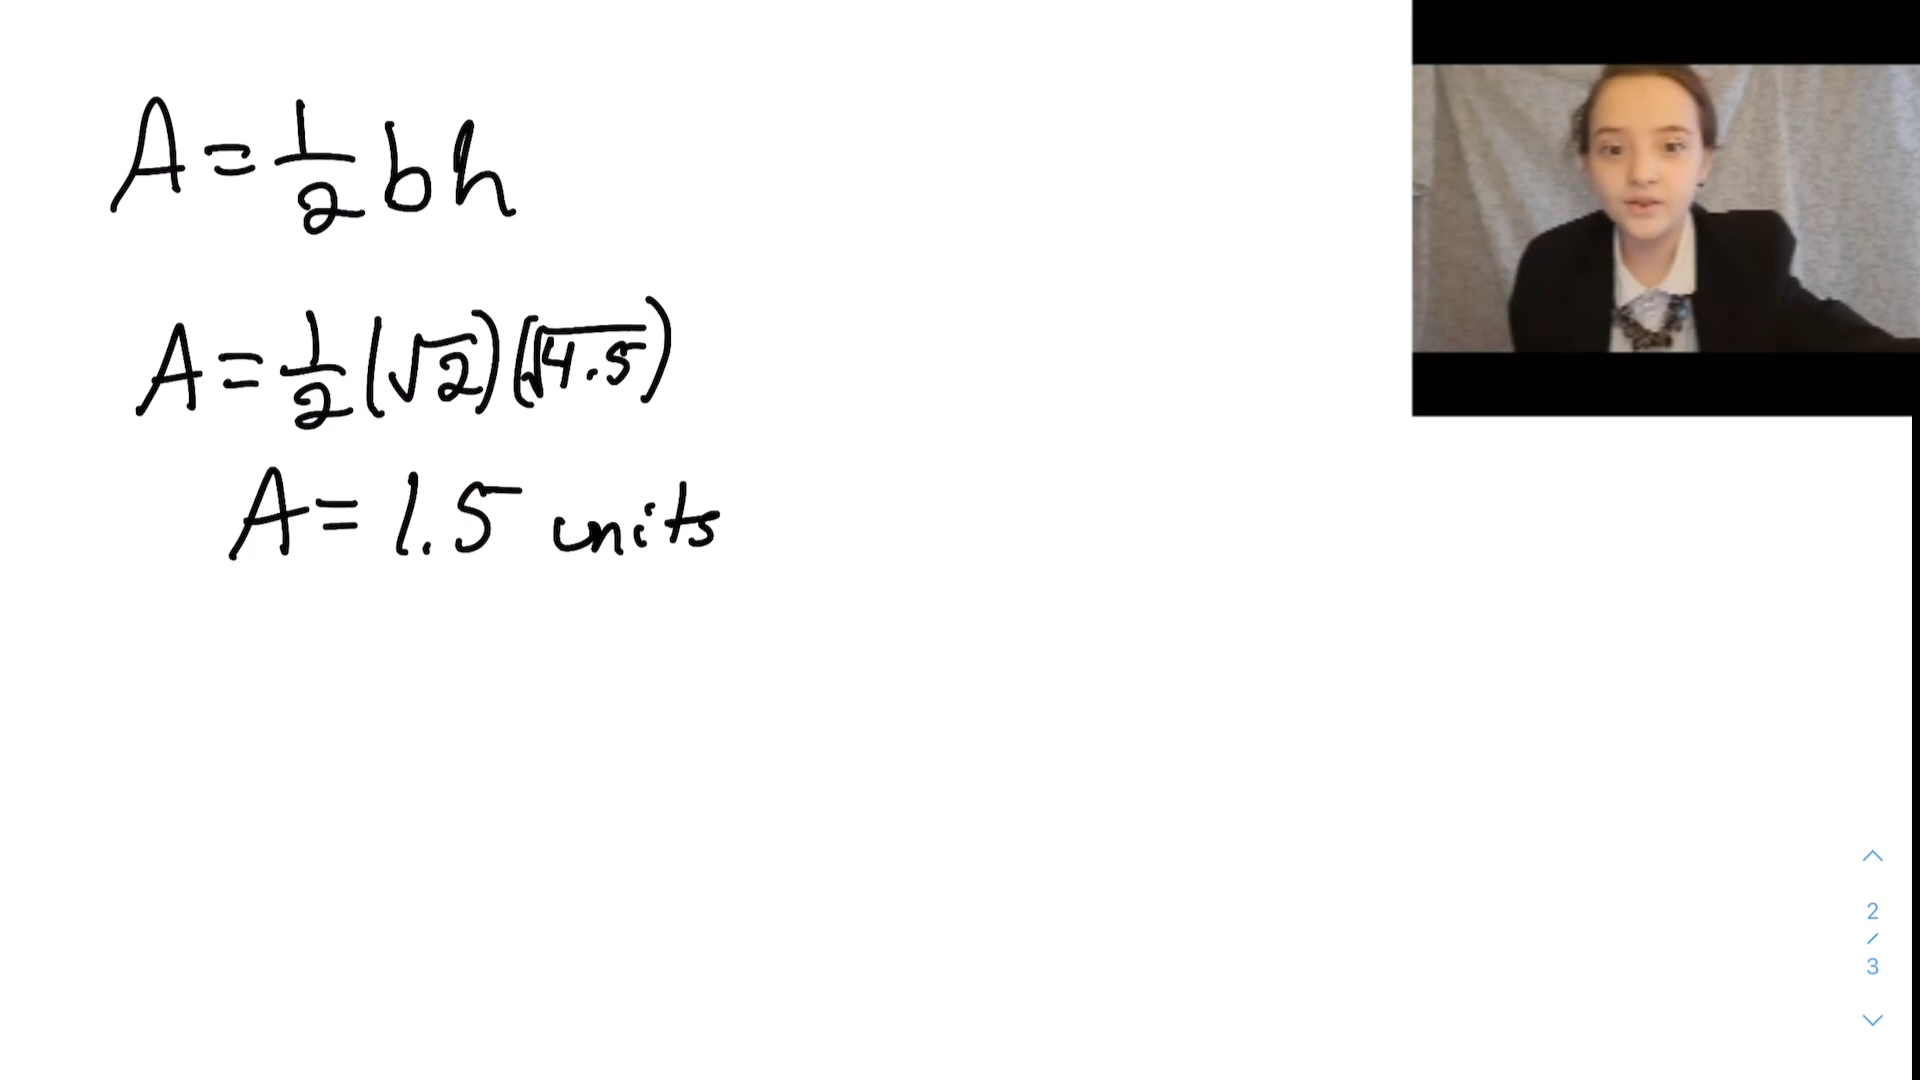 A = 1/2 bh
A = 1/2 (√2)(√4.5)
A = 1.5 units
2
/
3